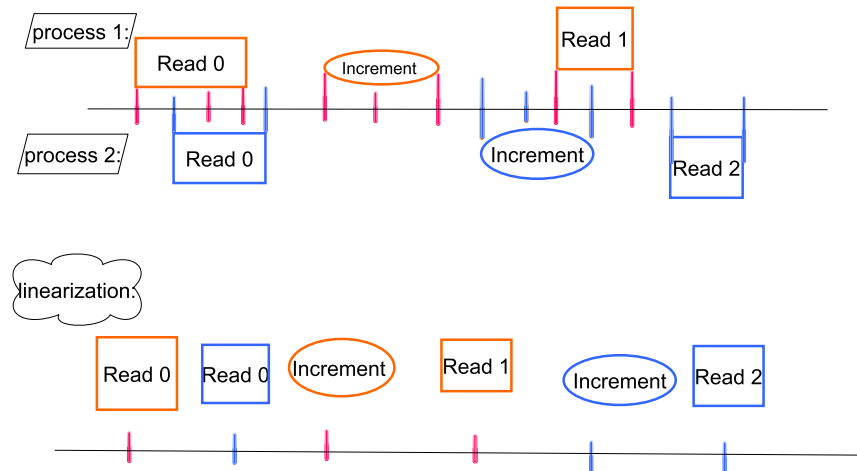 process 1:
Read 0
Increment
Read 1
process 2:
Read 0
Increment
Read 2
linearization:
Read 0
Read 0
Increment
Read 1
Increment
Read 2